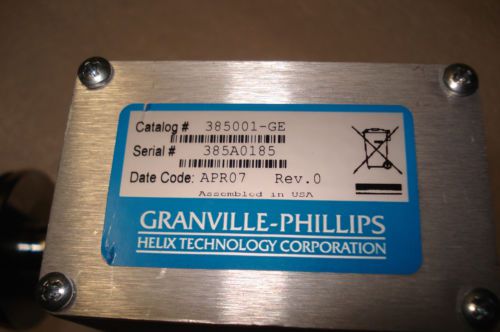 Catalog # 385001-GE
Serial # 385A0185
Date Code: APR07 Rev.0
Assembled in USA
GRANVILLE-PHILLIPS
HELIX TECHNOLOGY CORPORATION